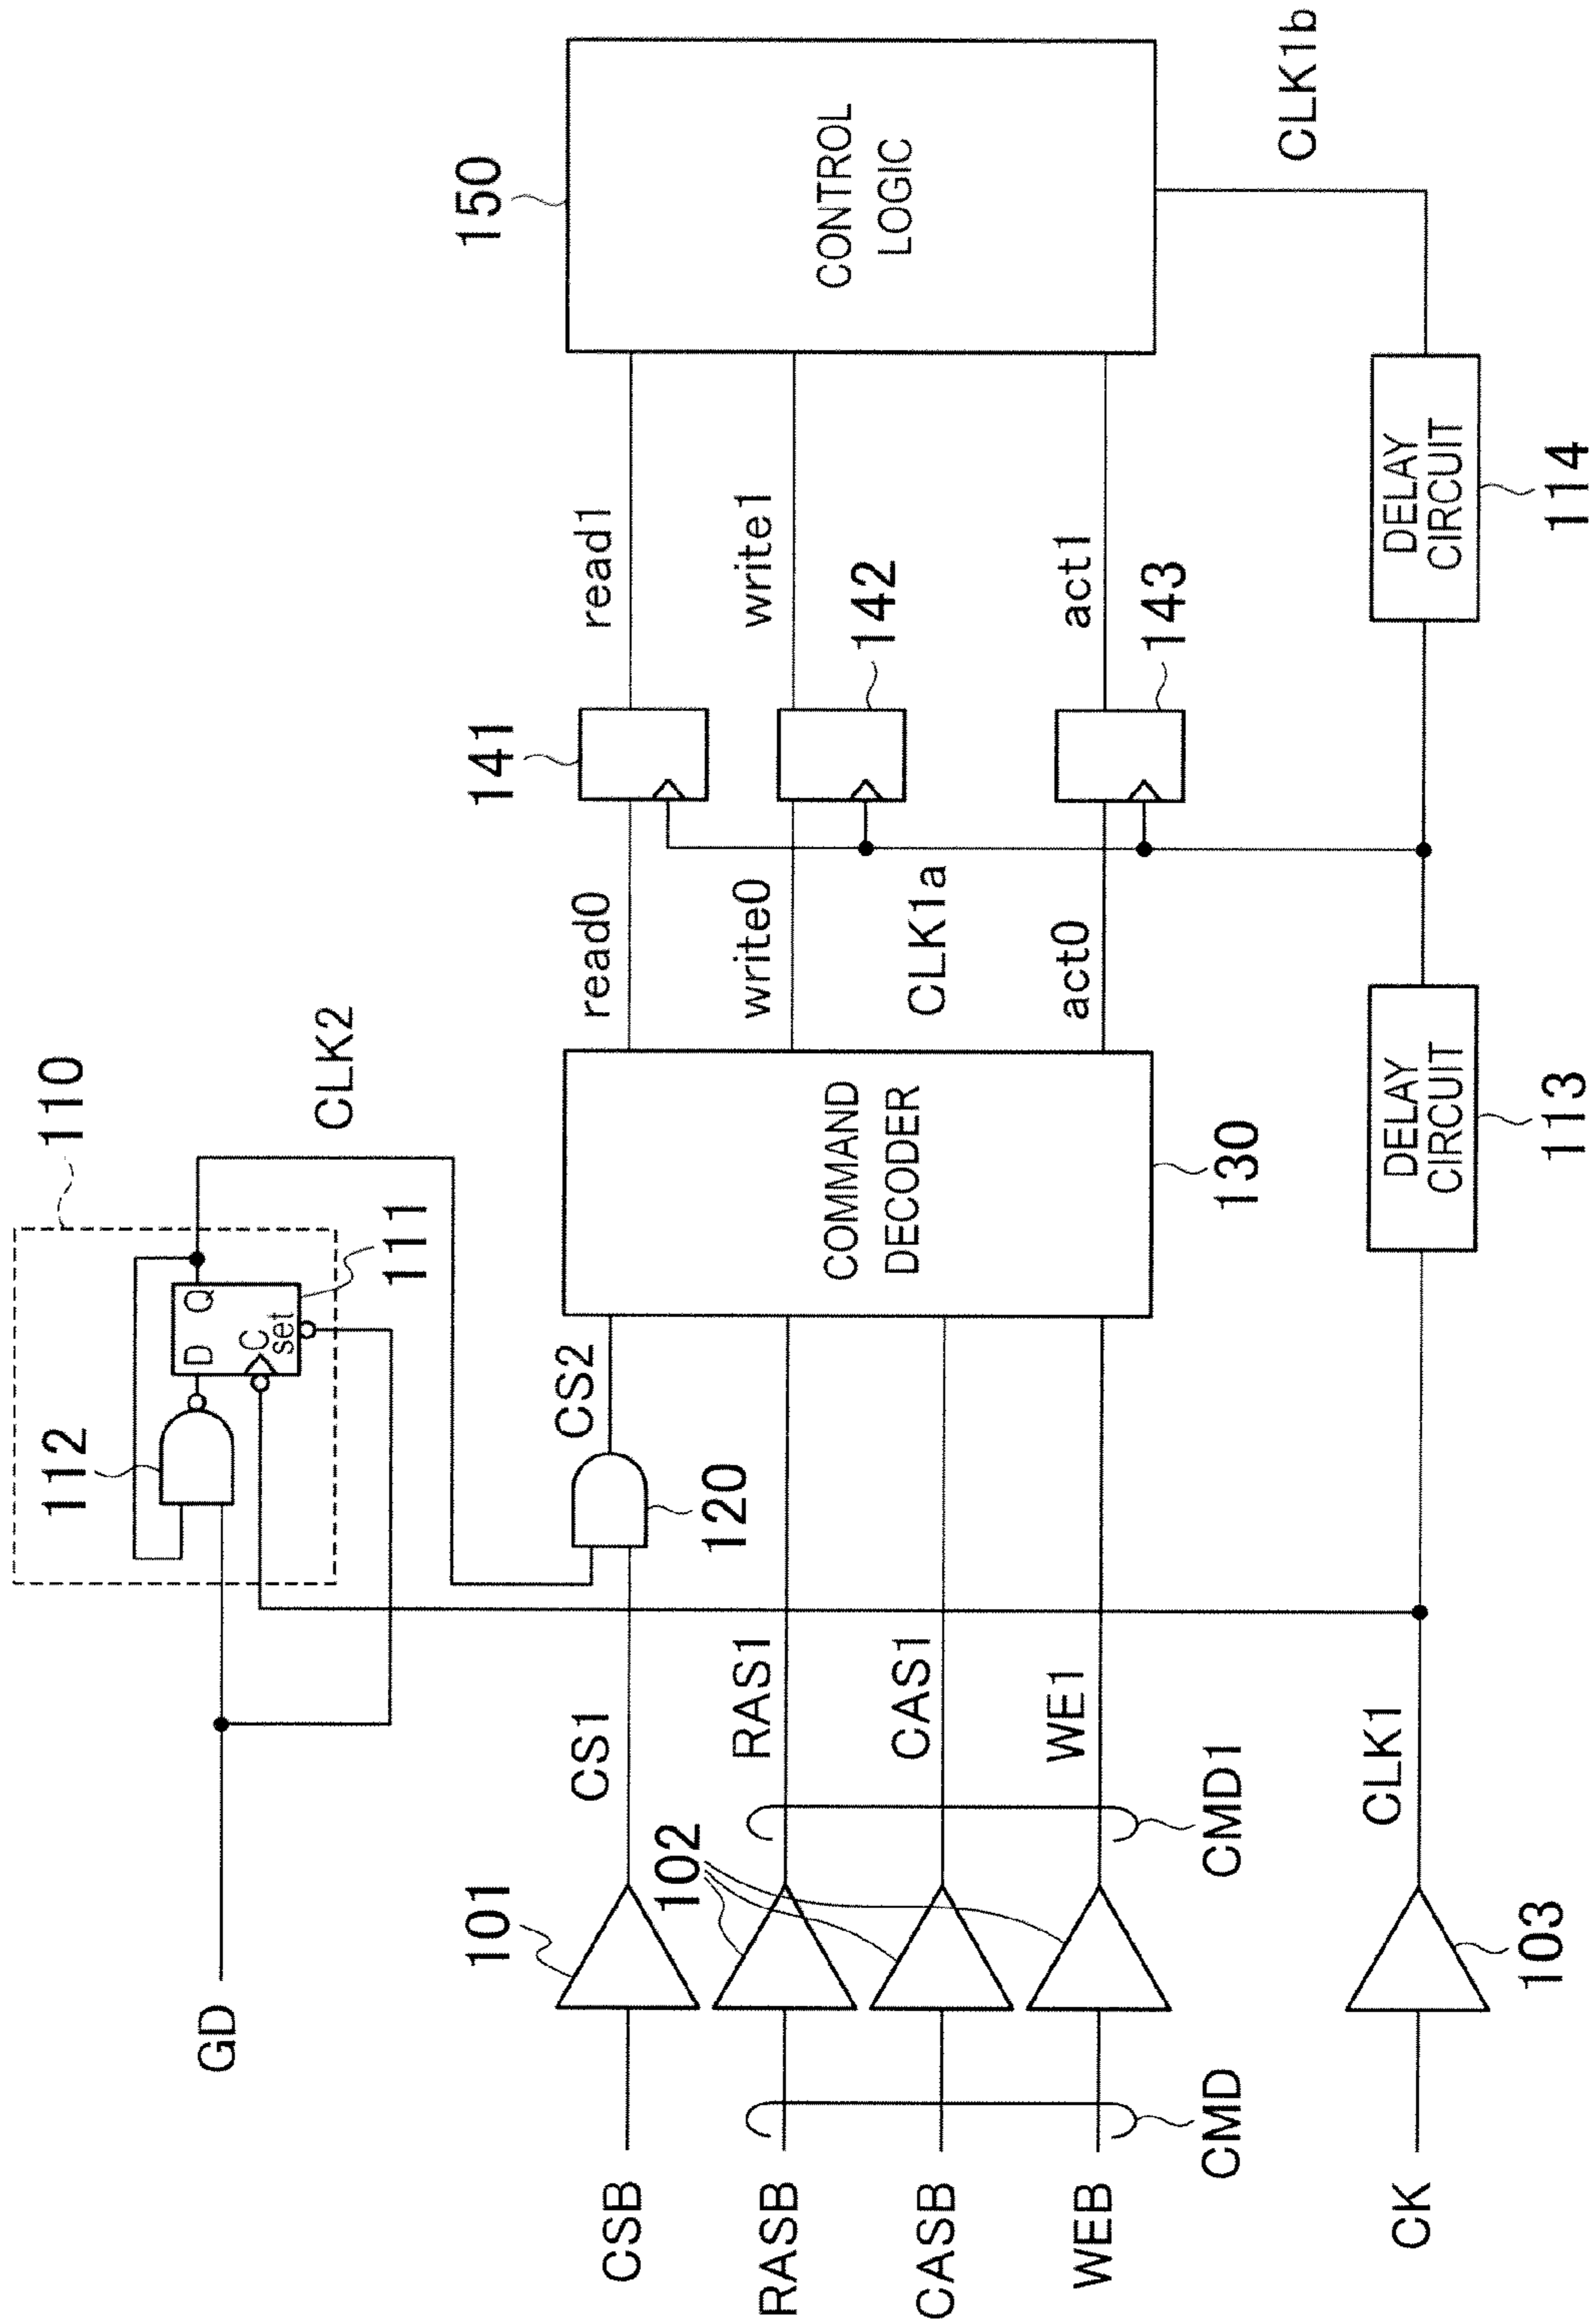 GD
110
112
D
Q
C
set
111
CLK2
CSB
101
CS1
120
CS2
read0
141
read1
150
RASB
102
RAS1
write0
write1
142
CONTROL
LOGIC
CASB
CAS1
COMMAND
DECODER
CLK1a
WEB
WE1
act0
act1
143
CMD
CMD1
130
CLK1b
CK
103
CLK1
DELAY
CIRCUIT
113
DELAY
CIRCUIT
114